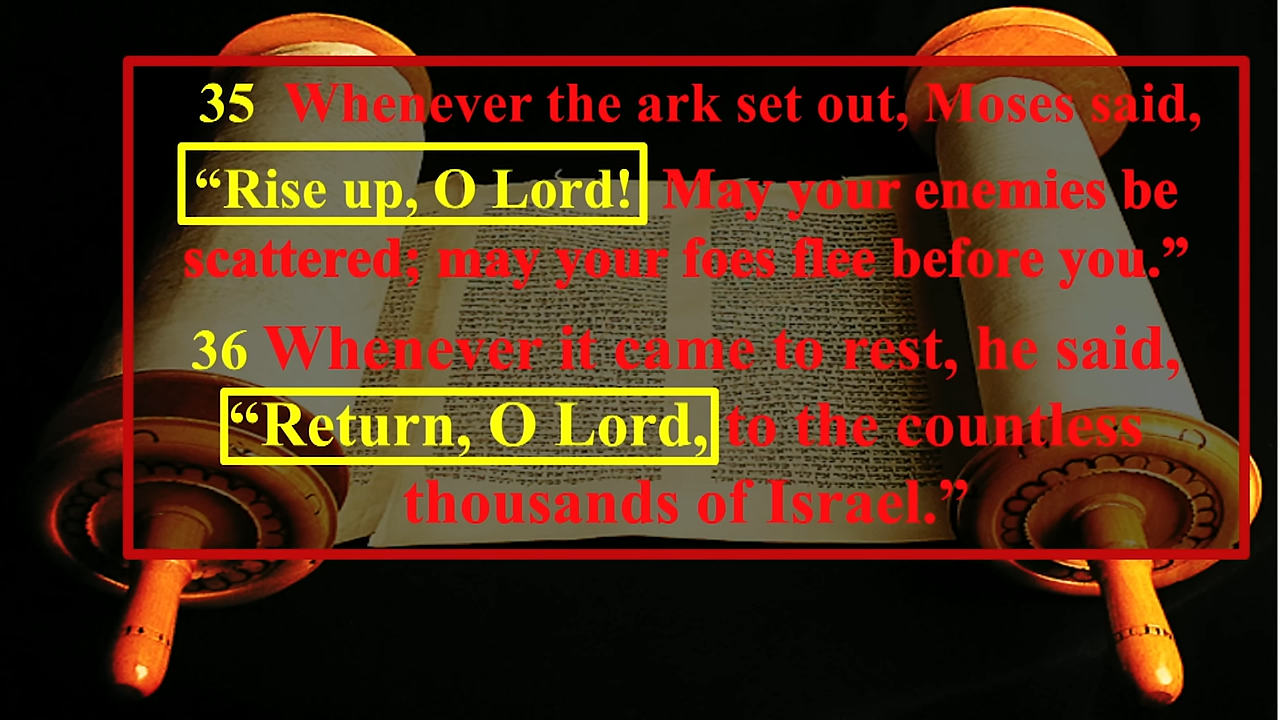 35 Whenever the ark set out, Moses said,
“Rise up, O Lord! May your enemies be
scattered; may your foes flee before you.”
36 Whenever it came to rest, he said,
“Return, O Lord, to the countless
thousands of Israel.”